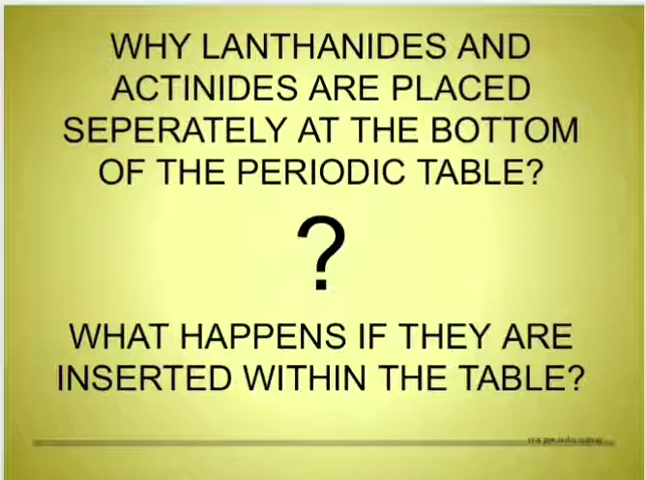 WHY LANTHANIDES AND
ACTINIDES ARE PLACED
SEPERATELY AT THE BOTTOM
OF THE PERIODIC TABLE?
?
WHAT HAPPENS IF THEY ARE
INSERTED WITHIN THE TABLE?